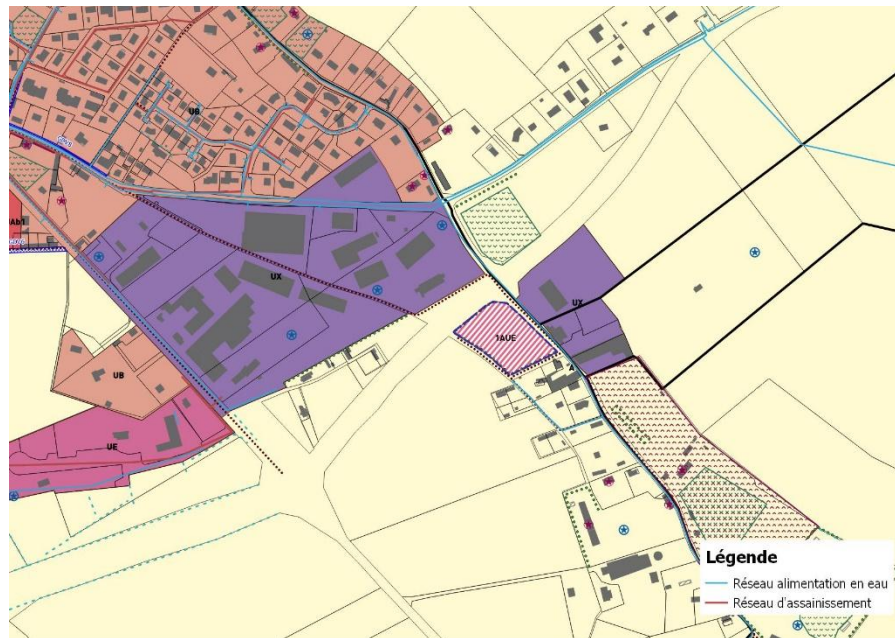 UB
UX
UX
1AUE
A
UB
UE
Légende
Réseau alimentation en eau
Réseau d'assainissement